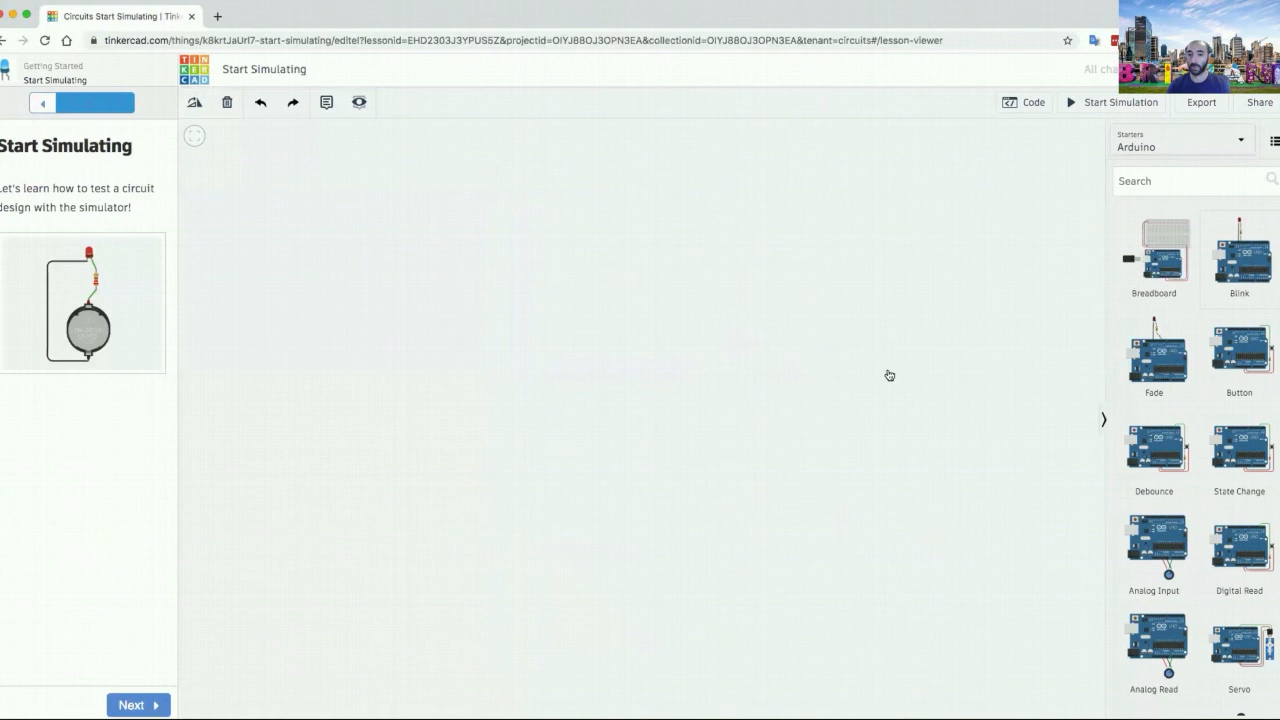 Circuits Start Simulating | Tink
tinkercad.com/things/k8krtJaUrl7-start-simulating/editel?lessonid=EHD2303J3YPUS5Z&projectid=OIYJ88OJ3OPN3EA&collectionid=OIYJ88OJ3OPN3EA&tenant=circuits#/lesson-viewer
Getting Started
Start Simulating
TIN
KER
CAD
Start Simulating
All cha
Code
Start Simulation
Export
Share
Start Simulating
Let's learn how to test a circuit
design with the simulator!
Starters
Arduino
Search
Breadboard
Blink
Fade
Button
Debounce
State Change
Analog Input
Digital Read
Analog Read
Servo
Next